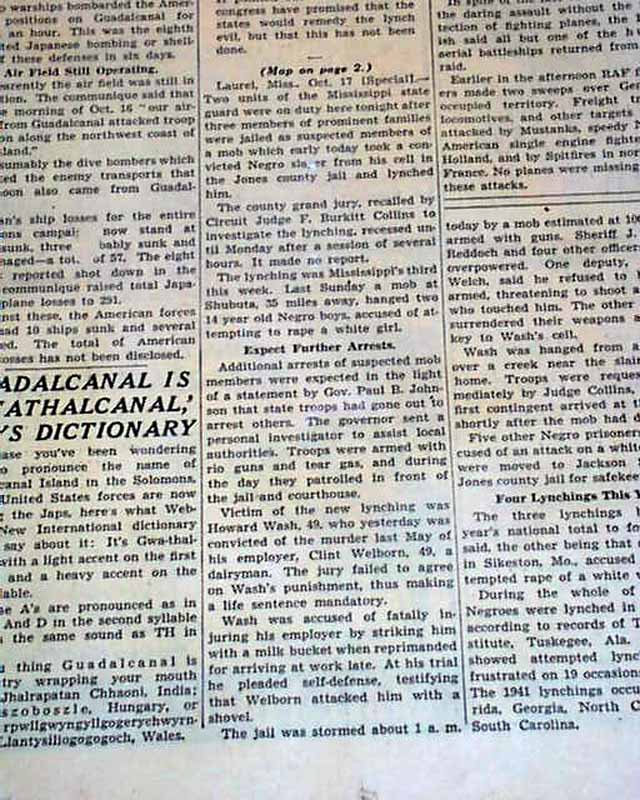 warships bombarded the Amer-
positions on Guadalcanal for
an hour. This was the eighth
Japanese bombing or shell-
these defenses in six days.
Air Field Still Operating.
the air field was still in
The communique said that
morning of Oct. 16 "our air-
from Guadalcanal attacked troop
along the northwest coast of
the dive bombers which
the enemy transports that
also came from Guadal-
ship losses for the entire
now stand at
sunk, three bably sunk and
of 57. The eight
reported shot down in the
communique raised total Japa-
plane losses to 251.
these, the American forces
10 ships sunk and several
The total of American
has not been disclosed.
ADALCANAL IS
ATHALCANAL,'
'S DICTIONARY
you've been wondering
pronounce the name of
canal Island in the Solomons,
United States forces are now
the Japs, here's what Web-
New International dictionary
say about it: It's Gwa-thal-
with a light accent on the first
and a heavy accent on the
A's are pronounced as in
And D in the second syllable
the same sound as TH in
thing Guadalcanal is
try wrapping your mouth
Jhalrapatan Chhaoni, India;
szoboszle, Hungary, or
rpwllgwyngyllgogerychwyrn-
llantysiliogogogoch, Wales.
congress have promised that the
states would remedy the lynch
evil, but that this has not been
done.
(Map on page 2.)
Laurel, Miss., Oct. 17 [Special].—
Two units of the Mississippi state
guard were on duty here tonight after
three members of prominent families
were jailed as suspected members of
a mob which early today took a con-
victed Negro sla er from his cell in
the Jones county jail and lynched
him.
The county grand jury, recalled by
Circuit Judge F. Burkitt Collins to
investigate the lynching, recessed un-
til Monday after a session of several
hours. It made no report.
The lynching was Mississippi's third
this week. Last Sunday a mob at
Shubuta, 35 miles away, hanged two
14 year old Negro boys, accused of at-
tempting to rape a white girl.
Expect Further Arrests.
Additional arrests of suspected mob
members were expected in the light
of a statement by Gov. Paul B. John-
son that state troops had gone out to
arrest others. The governor sent a
personal investigator to assist local
authorities. Troops were armed with
rio guns and tear gas, and during
the day they patrolled in front of
the jail and courthouse.
Victim of the new lynching was
Howard Wash, 49, who yesterday was
convicted of the murder last May of
his employer, Clint Welborn, 49, a
dairyman. The jury failed to agree
on Wash's punishment, thus making
a life sentence mandatory.
Wash was accused of fatally in-
juring his employer by striking him
with a milk bucket when reprimanded
for arriving at work late. At his trial
he pleaded self-defense, testifying
that Welborn attacked him with a
shovel.
The jail was stormed about 1 a. m.
the daring assault without the
tection of fighting planes, the
ish said all but one of the
aerial battleships returned from
raid.
Earlier in the afternoon RAF
ers made two sweeps over Ger
occupied territory. Freight
locomotives, and other targets
attacked by Mustanks, speedy
American single engine fighte
Holland, and by Spitfires in nor
France. No planes were missing
these attacks.
today by a mob estimated at
armed with guns. Sheriff J.
Reddoch and four other officer
overpowered. One deputy,
Welch, said he refused to
armed, threatening to shoot a
who touched him. The other
surrendered their weapons a
key to Wash's cell.
Wash was hanged from a
over a creek near the slain
home. Troops were reques
mediately by Judge Collins,
first contingent arrived at t
shortly after the mob had d
Five other Negro prisoner
cused of an attack on a white
were moved to Jackson
Jones county jail for safekee
Four Lynchings This
The three lynchings
year's national total to fo
said, the other being that
in Sikeston, Mo., accused
tempted rape of a white
During the whole of
Negroes were lynched in
according to records of T
stitute, Tuskegee, Ala.
showed attempted lynch
frustrated on 19 occasion
The 1941 lynchings occu
rida, Georgia, North C
South Carolina.